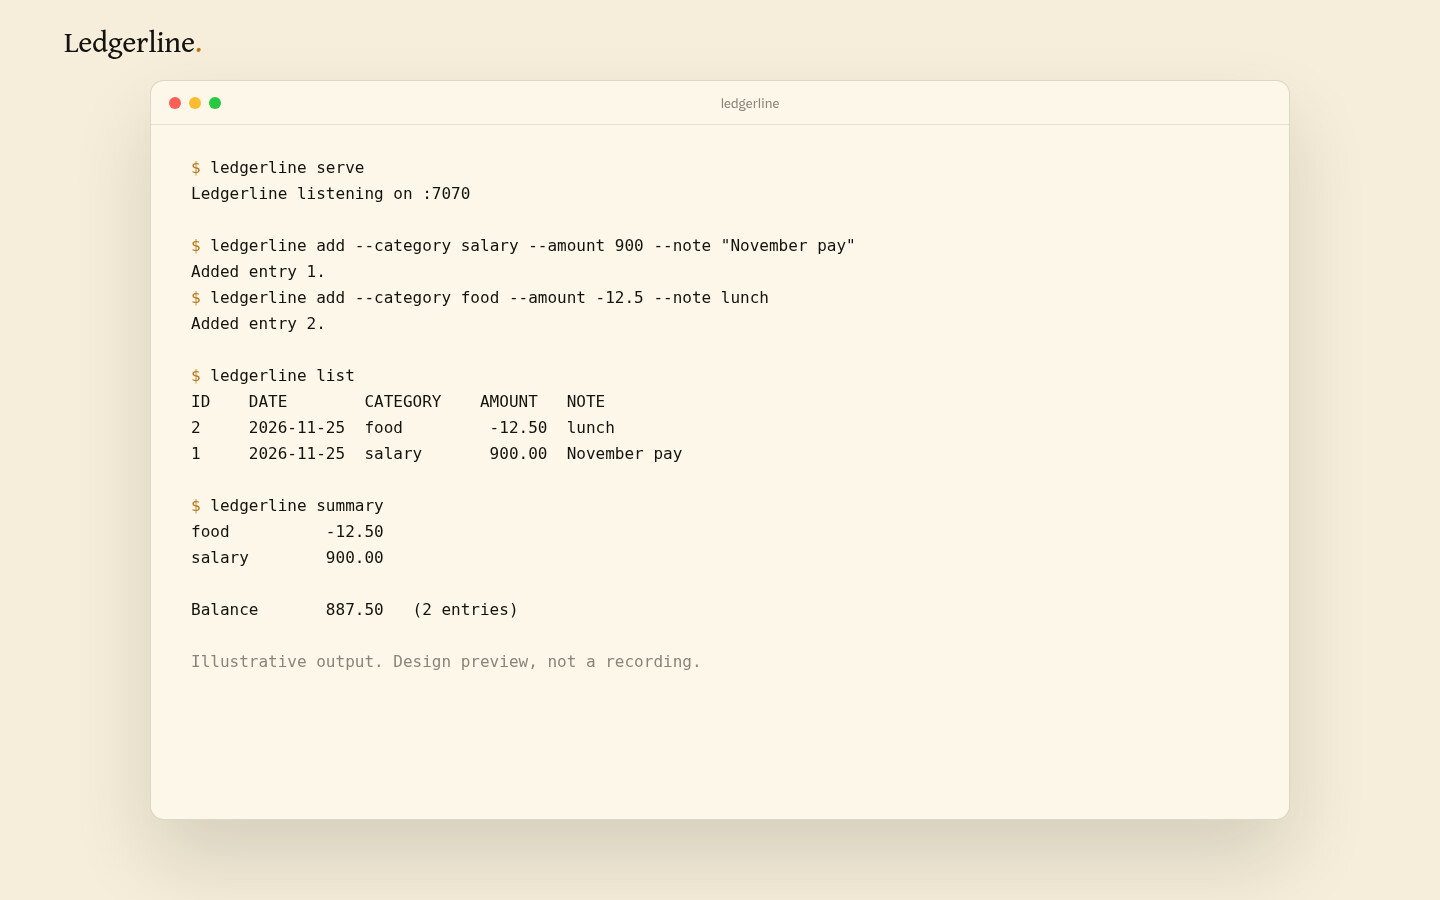 Ledgerline.
ledgerline
$ ledgerline serve
Ledgerline listening on :7070
$ ledgerline add --category salary --amount 900 --note "November pay"
Added entry 1.
$ ledgerline add --category food --amount -12.5 --note lunch
Added entry 2.
$ ledgerline list
ID    DATE        CATEGORY    AMOUNT   NOTE
2     2026-11-25  food         -12.50  lunch
1     2026-11-25  salary       900.00  November pay
$ ledgerline summary
food          -12.50
salary        900.00
Balance       887.50   (2 entries)
Illustrative output. Design preview, not a recording.